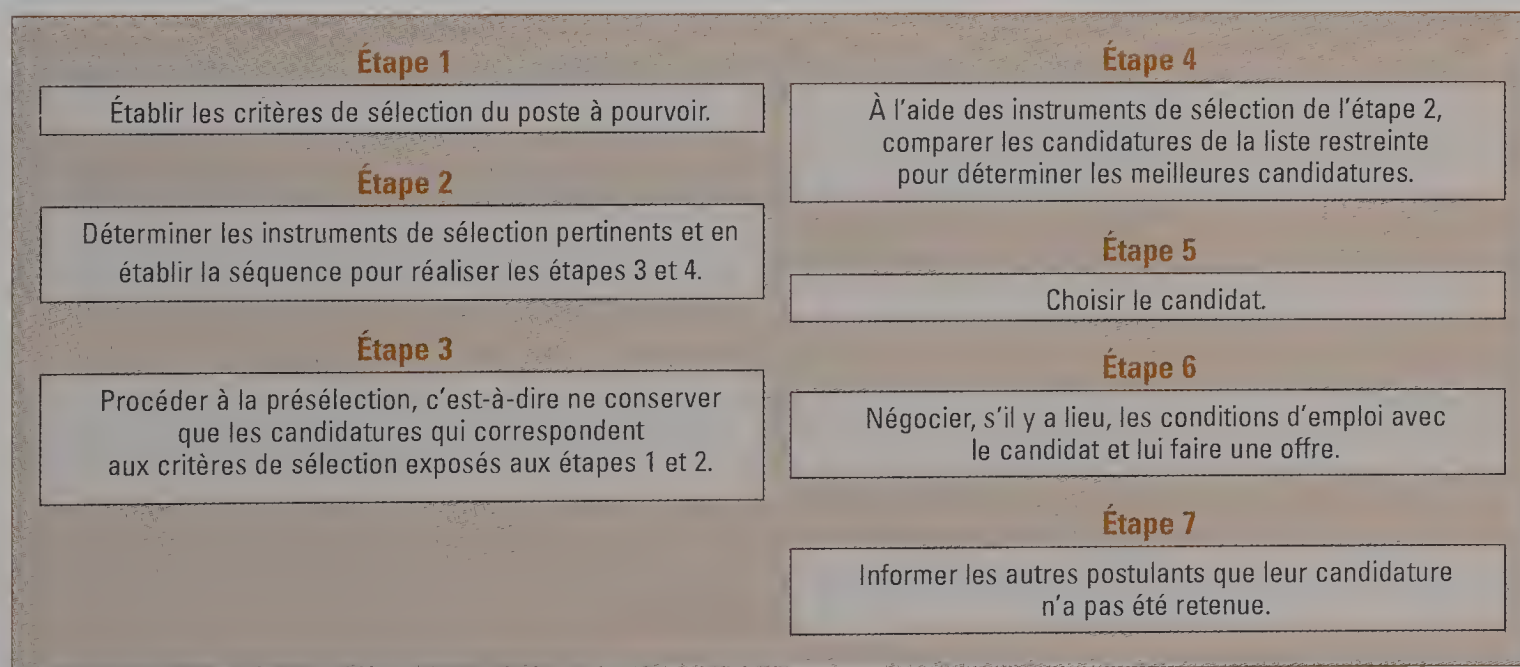 Étape 1
Établir les critères de sélection du poste à pourvoir.
Étape 2
Déterminer les instruments de sélection pertinents et en
établir la séquence pour réaliser les étapes 3 et 4.
Étape 3
Procéder à la présélection, c'est-à-dire ne conserver
que les candidatures qui correspondent
aux critères de sélection exposés aux étapes 1 et 2.
Étape 4
À l'aide des instruments de sélection de l'étape 2,
comparer les candidatures de la liste restreinte
pour déterminer les meilleures candidatures.
Étape 5
Choisir le candidat.
Étape 6
Négocier, s'il y a lieu, les conditions d'emploi avec
le candidat et lui faire une offre.
Étape 7
Informer les autres postulants que leur candidature
n'a pas été retenue.